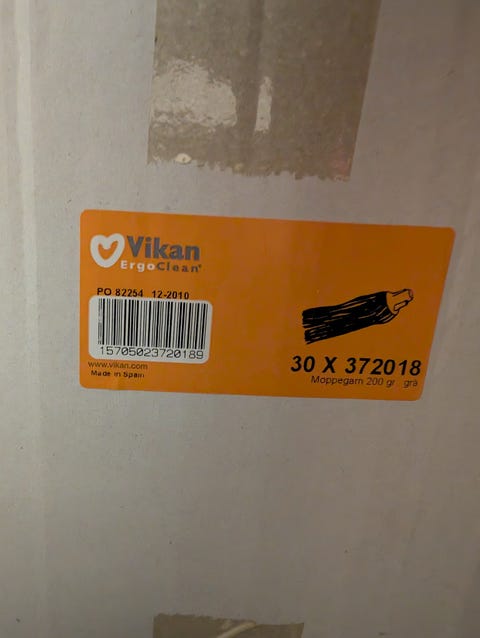 Vikan
ErgoClean®
PO 82254 12-2010
15705023720189
www.vikan.com
Made in Spain
30 X 372018
Moppegarn 200 gr. grå